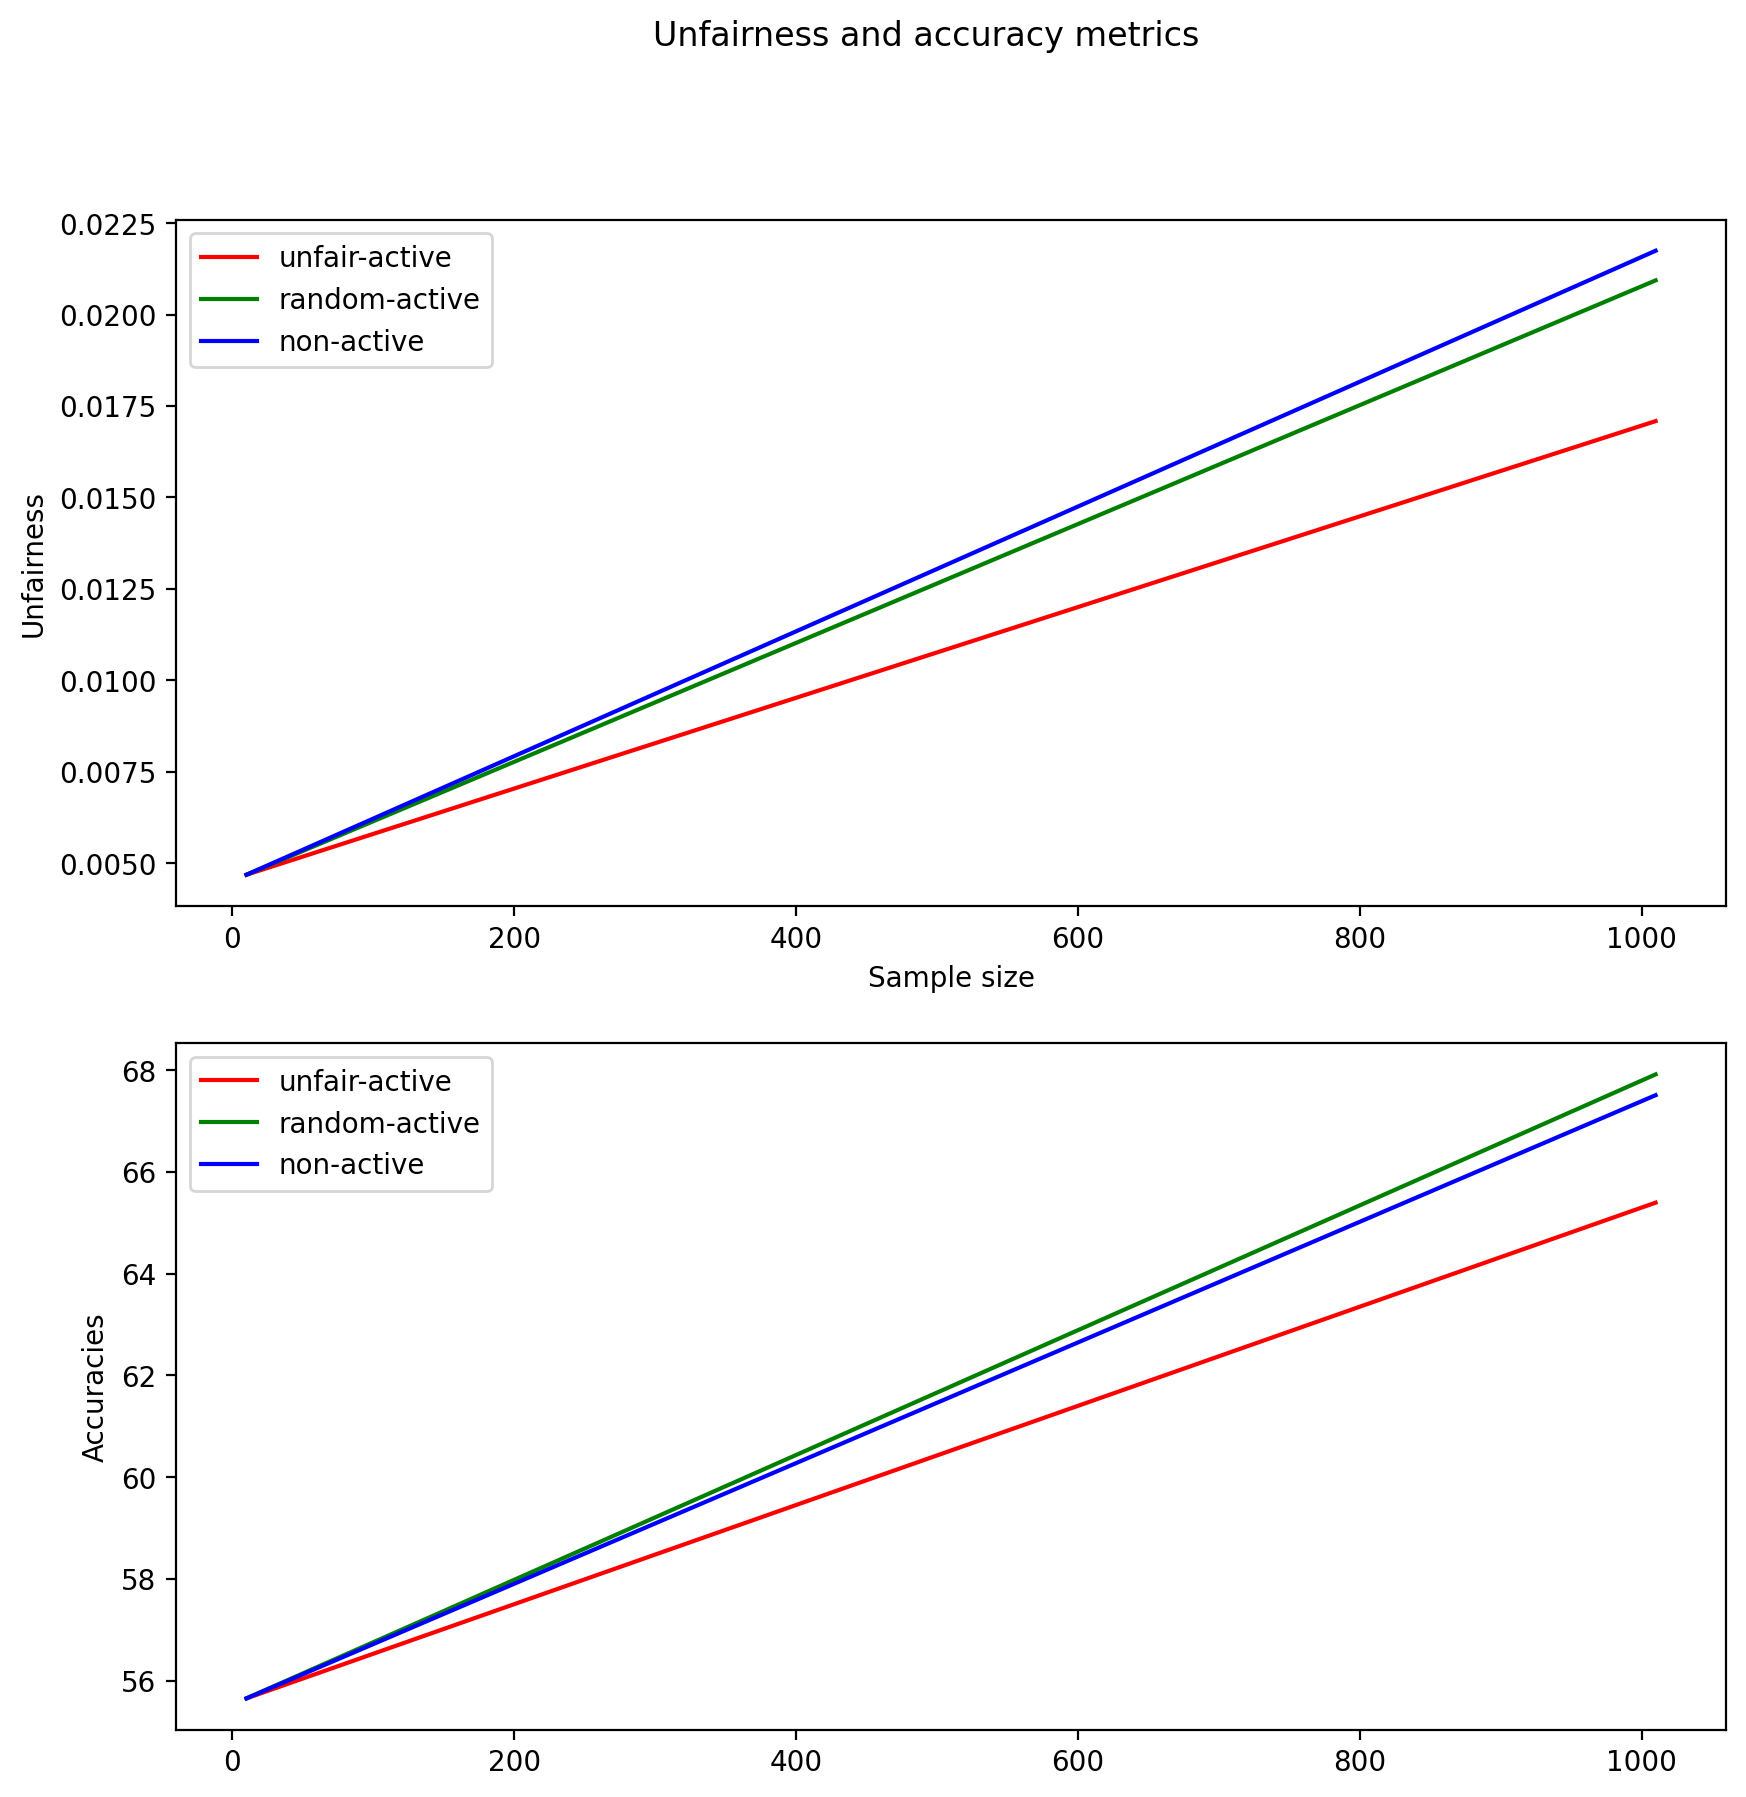 Unfairness and accuracy metrics
0.0225
0.0200
0.0175
0.0150
0.0125
0.0100
0.0075
0.0050
Unfairness
unfair-active
random-active
non-active
0 200 400 600 800 1000
Sample size
68
66
64
62
60
58
56
Accuracies
unfair-active
random-active
non-active
0 200 400 600 800 1000